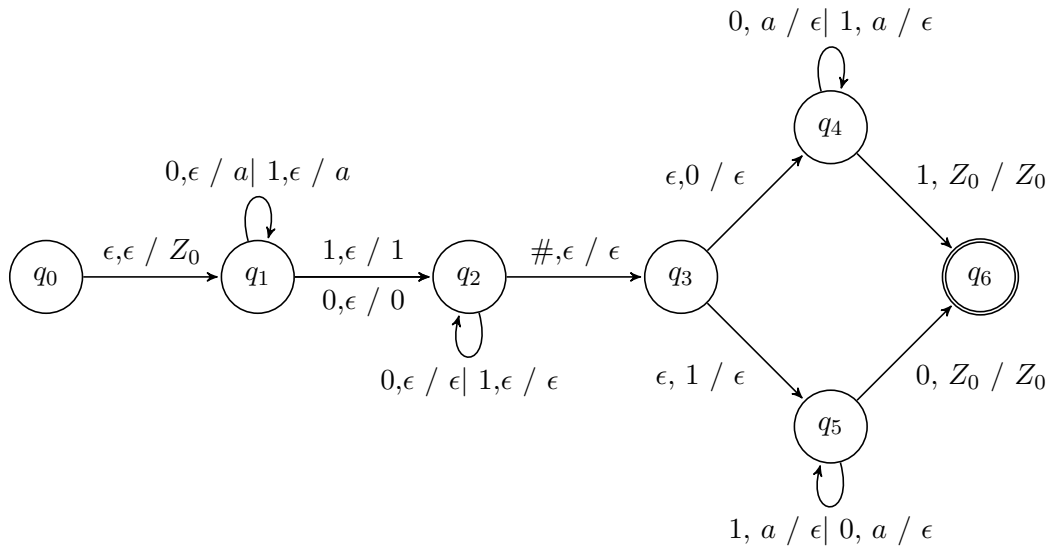 0, a / ϵ| 1, a / ϵ
q₄
0,ϵ / a| 1,ϵ / a
ϵ,0 / ϵ
1, Z₀ / Z₀
ϵ,ϵ / Z₀
1,ϵ / 1
#,ϵ / ϵ
q₀
q₁
q₂
q₃
q₆
0,ϵ / 0
0,ϵ / ϵ| 1,ϵ / ϵ
ϵ, 1 / ϵ
0, Z₀ / Z₀
q₅
1, a / ϵ| 0, a / ϵ